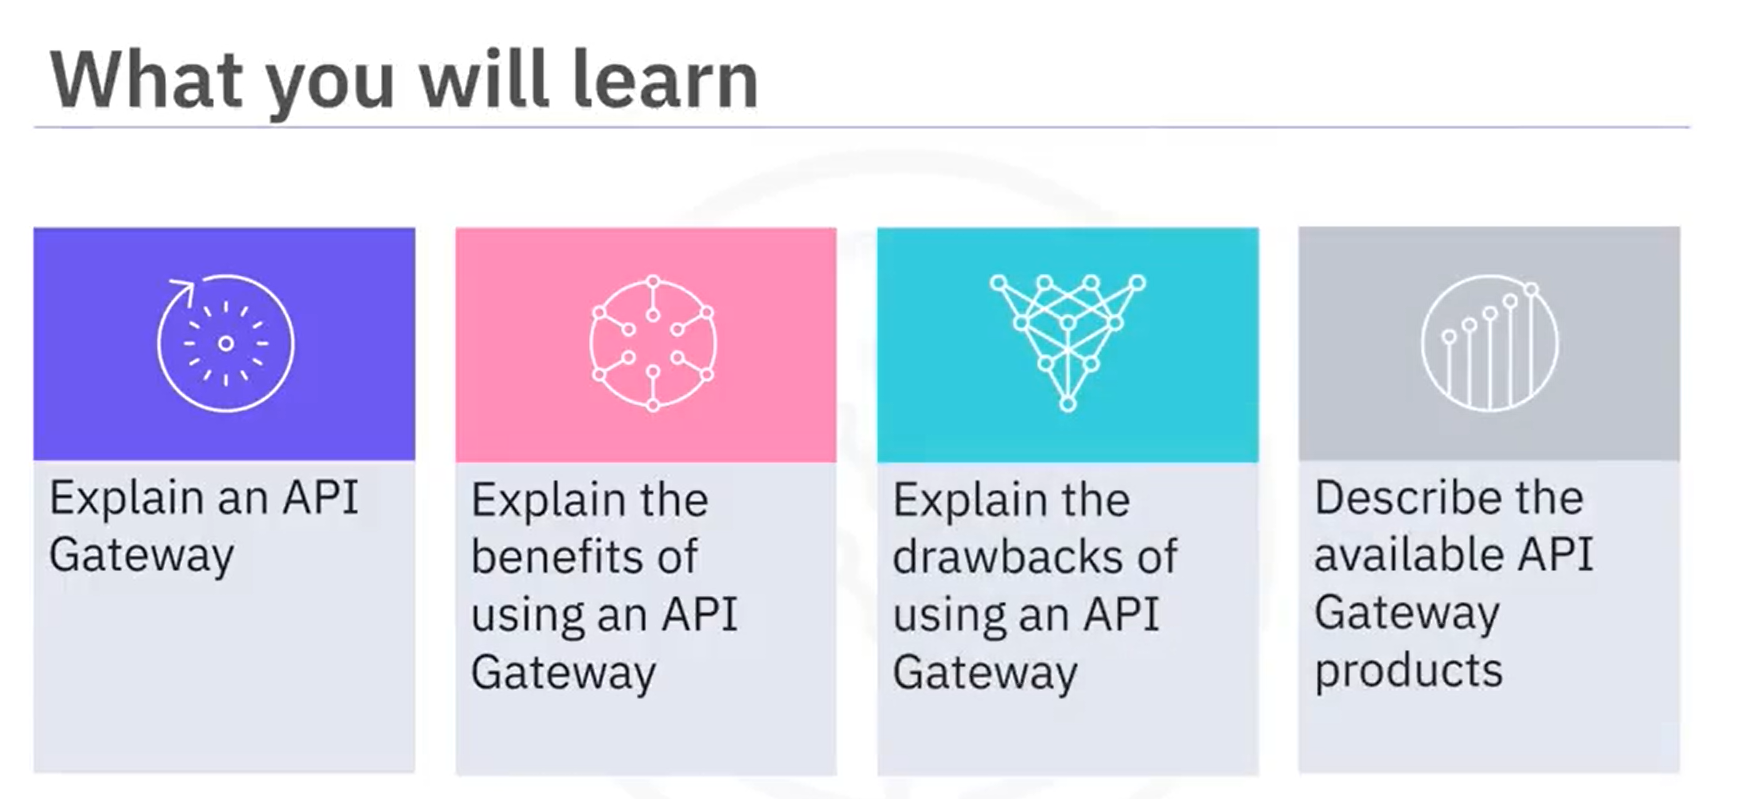 What you will learn
Explain an API
Gateway
Explain the
benefits of
using an API
Gateway
Explain the
drawbacks of
using an API
Gateway
Describe the
available API
Gateway
products